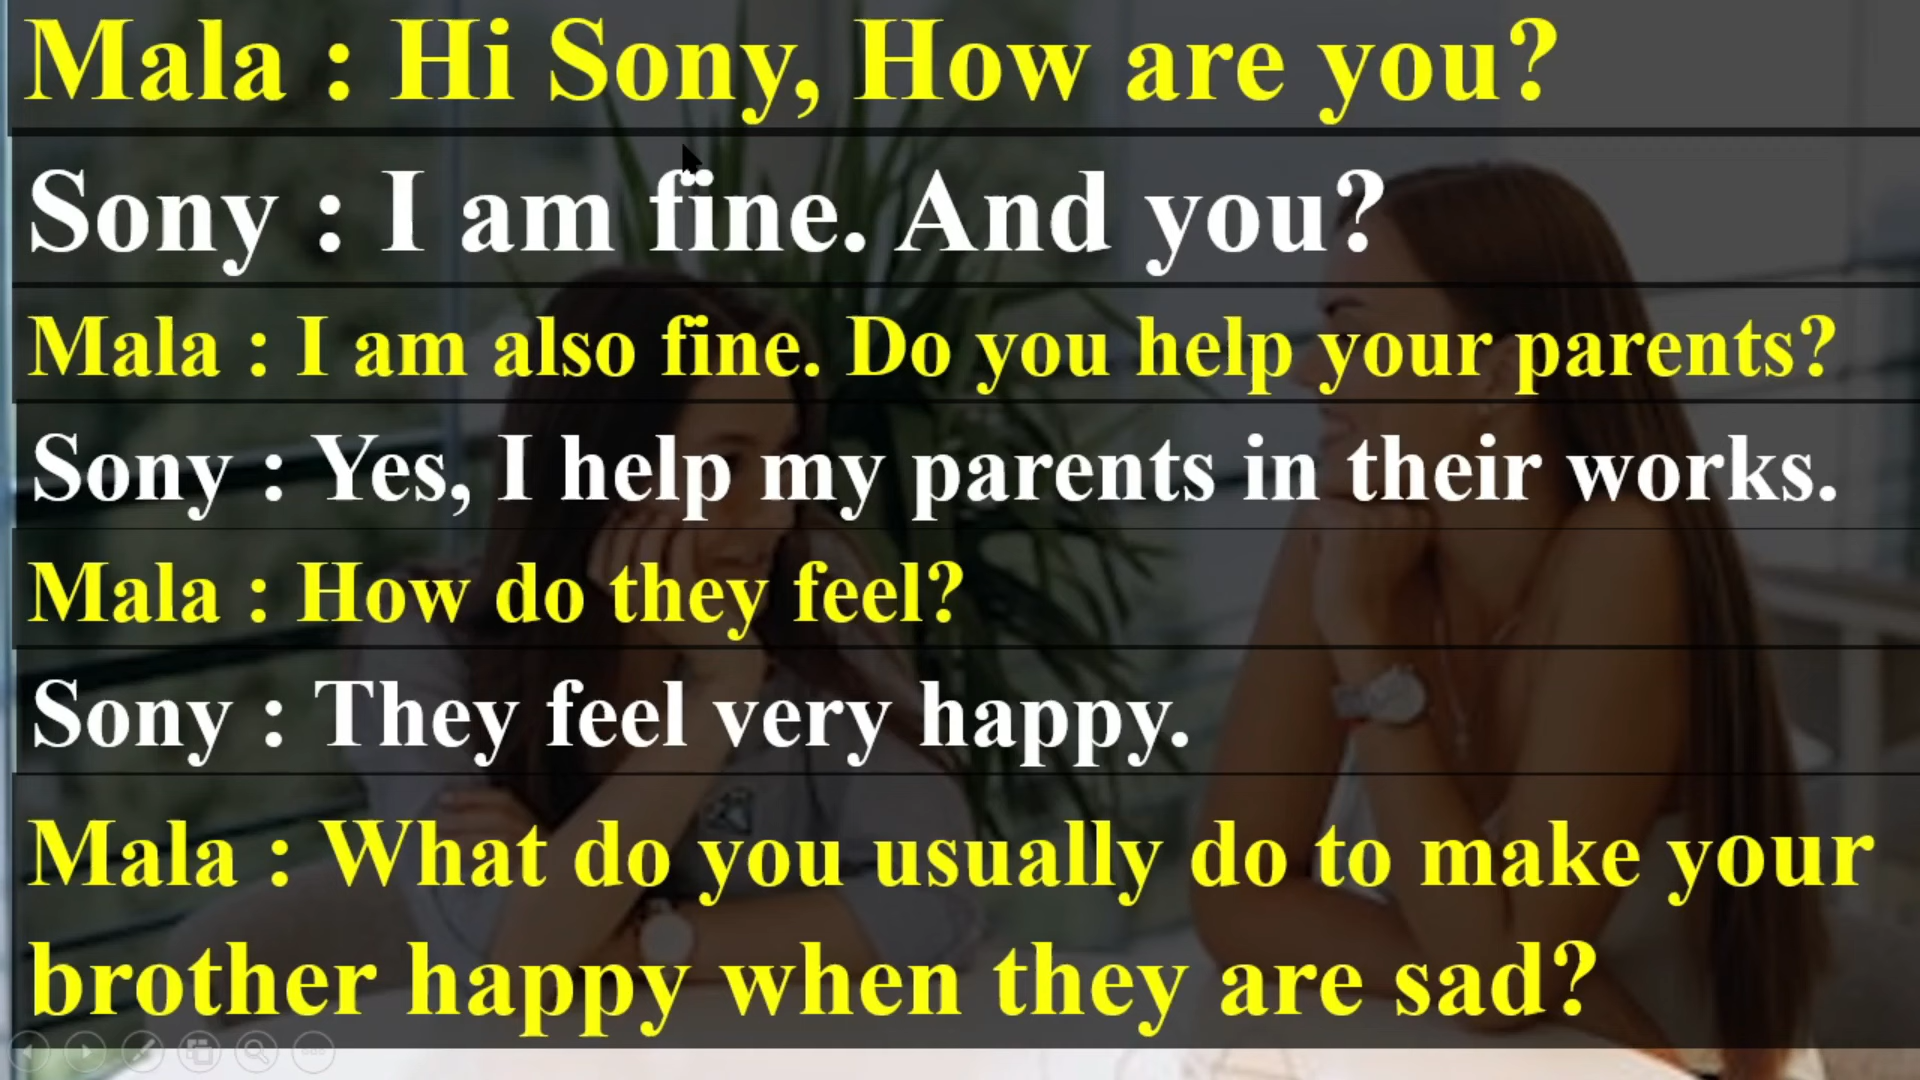 Mala : Hi Sony, How are you?
Sony : I am fine. And you?
Mala : I am also fine. Do you help your parents?
Sony : Yes, I help my parents in their works.
Mala : How do they feel?
Sony : They feel very happy.
Mala : What do you usually do to make your
brother happy when they are sad?